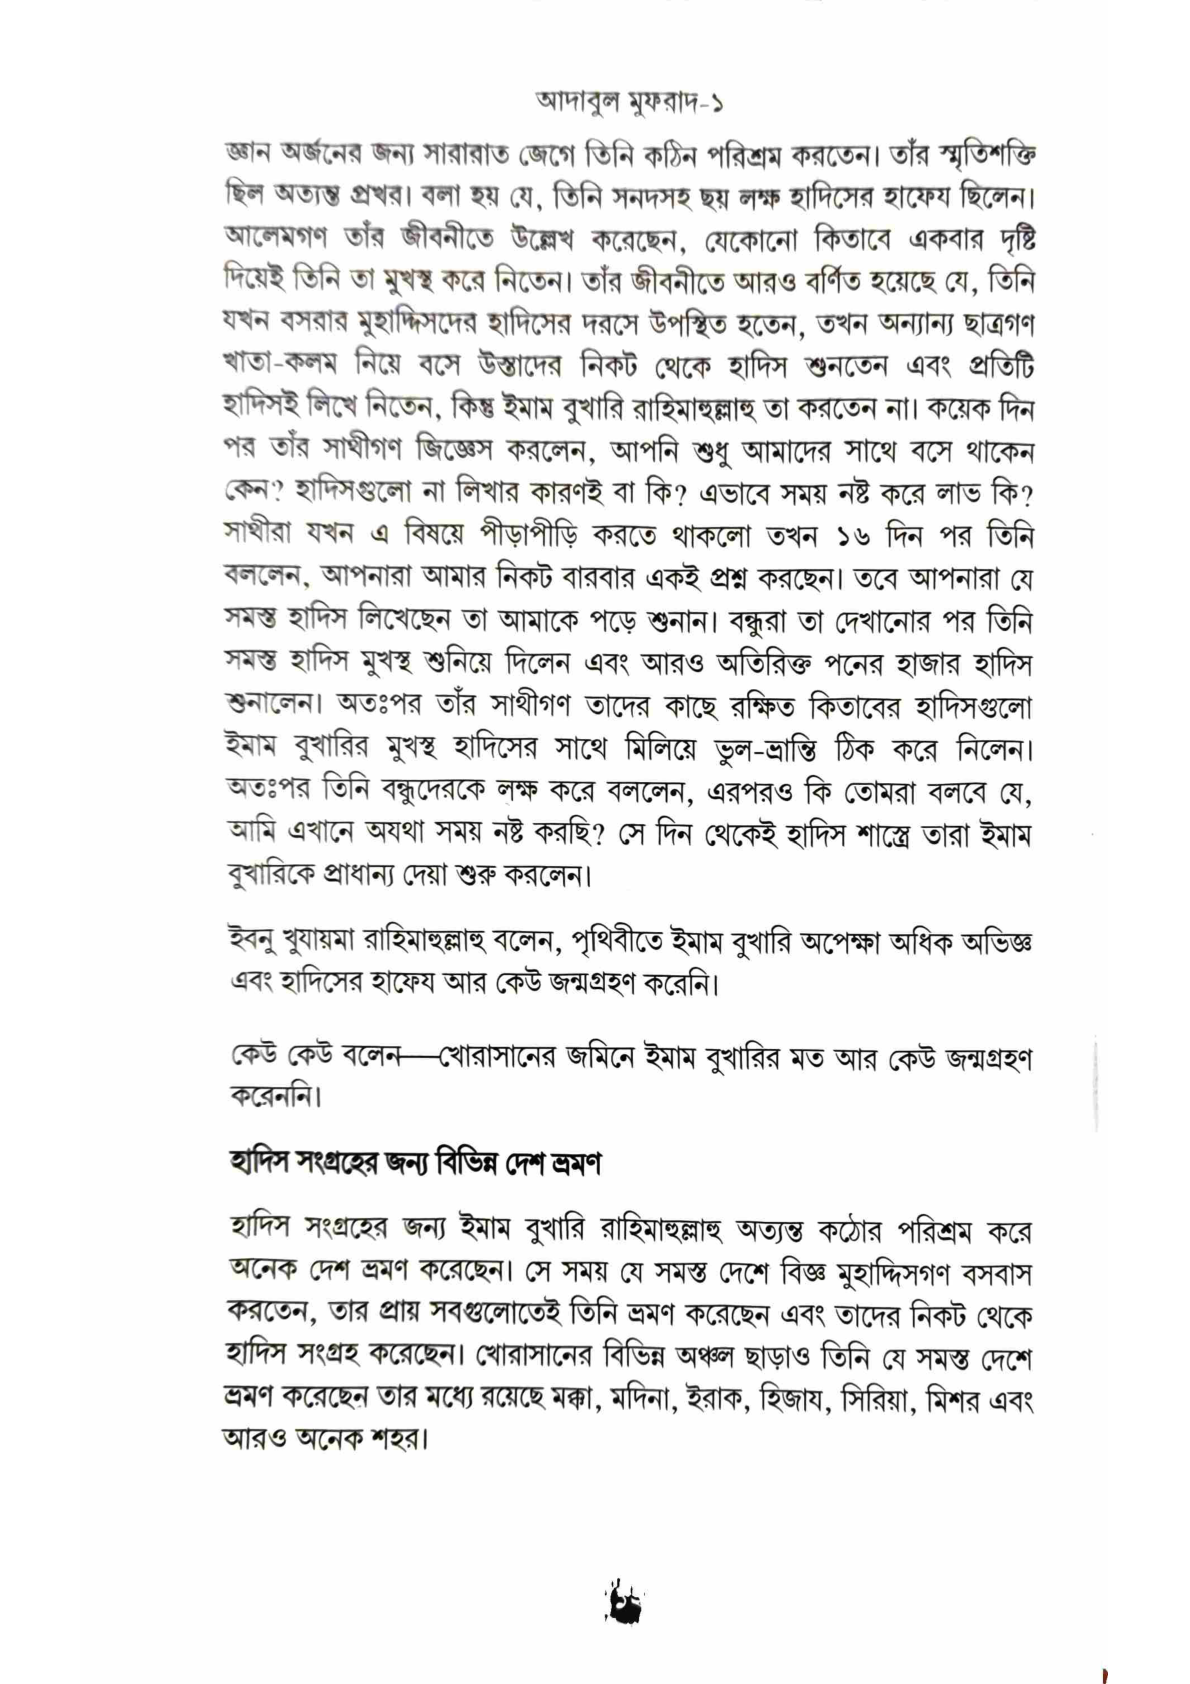 আদাবুল মুফরাদ-১
জ্ঞান অর্জনের জন্য সারারাত জেগে তিনি কঠিন পরিশ্রম করতেন। তাঁর স্মৃতিশক্তি
ছিল অত্যন্ত প্রখর। বলা হয় যে, তিনি সনদসহ ছয় লক্ষ হাদিসের হাফেয ছিলেন।
আলেমগণ তাঁর জীবনীতে উল্লেখ করেছেন, যেকোনো কিতাবে একবার দৃষ্টি
দিয়েই তিনি তা মুখস্থ করে নিতেন। তাঁর জীবনীতে আরও বর্ণিত হয়েছে যে, তিনি
যখন বসরার মুহাদ্দিসদের হাদিসের দরসে উপস্থিত হতেন, তখন অন্যান্য ছাত্রগণ
খাতা-কলম নিয়ে বসে উস্তাদের নিকট থেকে হাদিস শুনতেন এবং প্রতিটি
হাদিসই লিখে নিতেন, কিন্তু ইমাম বুখারি রাহিমাহুল্লাহু তা করতেন না। কয়েক দিন
পর তাঁর সাথীগণ জিজ্ঞেস করলেন, আপনি শুধু আমাদের সাথে বসে থাকেন
কেন? হাদিসগুলো না লিখার কারণই বা কি? এভাবে সময় নষ্ট করে লাভ কি?
সাথীরা যখন এ বিষয়ে পীড়াপীড়ি করতে থাকলো তখন ১৬ দিন পর তিনি
বললেন, আপনারা আমার নিকট বারবার একই প্রশ্ন করছেন। তবে আপনারা যে
সমস্ত হাদিস লিখেছেন তা আমাকে পড়ে শুনান। বন্ধুরা তা দেখানোর পর তিনি
সমস্ত হাদিস মুখস্থ শুনিয়ে দিলেন এবং আরও অতিরিক্ত পনের হাজার হাদিস
শুনালেন। অতঃপর তাঁর সাথীগণ তাদের কাছে রক্ষিত কিতাবের হাদিসগুলো
ইমাম বুখারির মুখস্থ হাদিসের সাথে মিলিয়ে ভুল-ভ্রান্তি ঠিক করে নিলেন।
অতঃপর তিনি বন্ধুদেরকে লক্ষ করে বললেন, এরপরও কি তোমরা বলবে যে,
আমি এখানে অযথা সময় নষ্ট করছি? সে দিন থেকেই হাদিস শাস্ত্রে তারা ইমাম
বুখারিকে প্রাধান্য দেয়া শুরু করলেন।
ইবনু খুযায়মা রাহিমাহুল্লাহু বলেন, পৃথিবীতে ইমাম বুখারি অপেক্ষা অধিক অভিজ্ঞ
এবং হাদিসের হাফেয আর কেউ জন্মগ্রহণ করেনি।
কেউ কেউ বলেন—খোরাসানের জমিনে ইমাম বুখারির মত আর কেউ জন্মগ্রহণ
করেননি।
হাদিস সংগ্রহের জন্য বিভিন্ন দেশ ভ্রমণ
হাদিস সংগ্রহের জন্য ইমাম বুখারি রাহিমাহুল্লাহু অত্যন্ত কঠোর পরিশ্রম করে
অনেক দেশ ভ্রমণ করেছেন। সে সময় যে সমস্ত দেশে বিজ্ঞ মুহাদ্দিসগণ বসবাস
করতেন, তার প্রায় সবগুলোতেই তিনি ভ্রমণ করেছেন এবং তাদের নিকট থেকে
হাদিস সংগ্রহ করেছেন। খোরাসানের বিভিন্ন অঞ্চল ছাড়াও তিনি যে সমস্ত দেশে
ভ্রমণ করেছেন তার মধ্যে রয়েছে মক্কা, মদিনা, ইরাক, হিজায, সিরিয়া, মিশর এবং
আরও অনেক শহর।